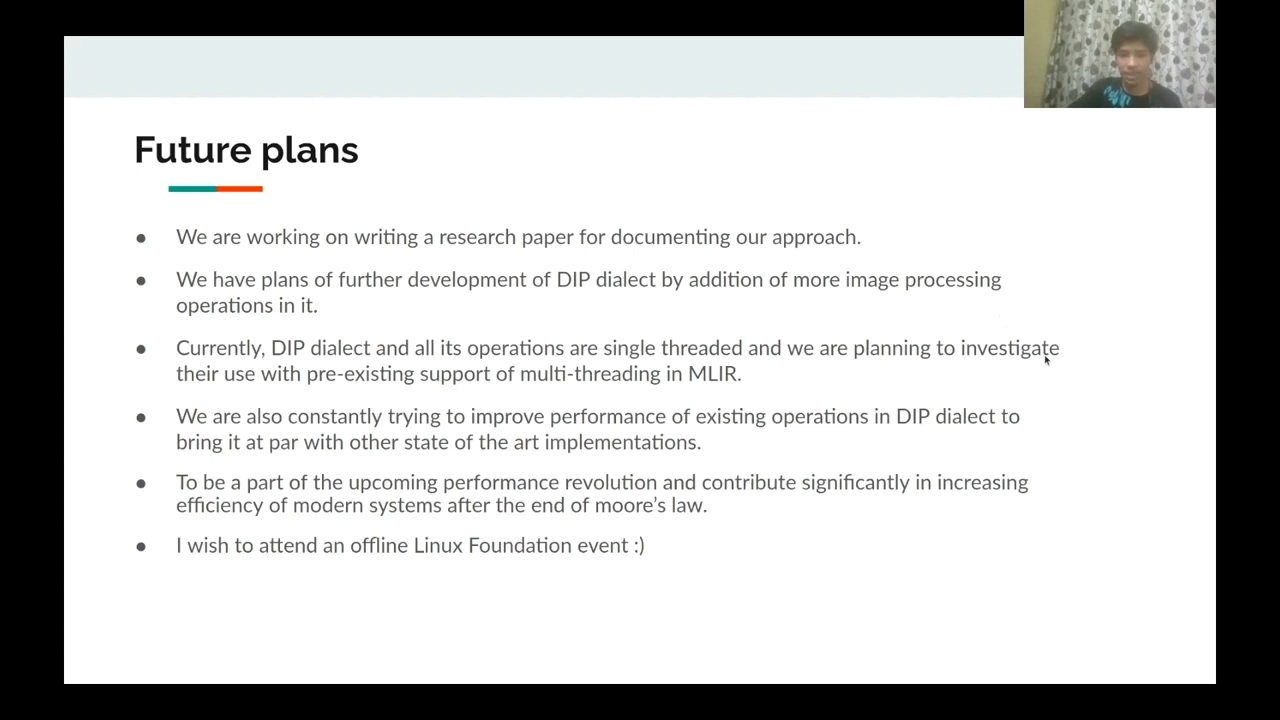 Future plans
● We are working on writing a research paper for documenting our approach.
● We have plans of further development of DIP dialect by addition of more image processing
operations in it.
● Currently, DIP dialect and all its operations are single threaded and we are planning to investigate
their use with pre-existing support of multi-threading in MLIR.
● We are also constantly trying to improve performance of existing operations in DIP dialect to
bring it at par with other state of the art implementations.
● To be a part of the upcoming performance revolution and contribute significantly in increasing
efficiency of modern systems after the end of moore's law.
● I wish to attend an offline Linux Foundation event :)